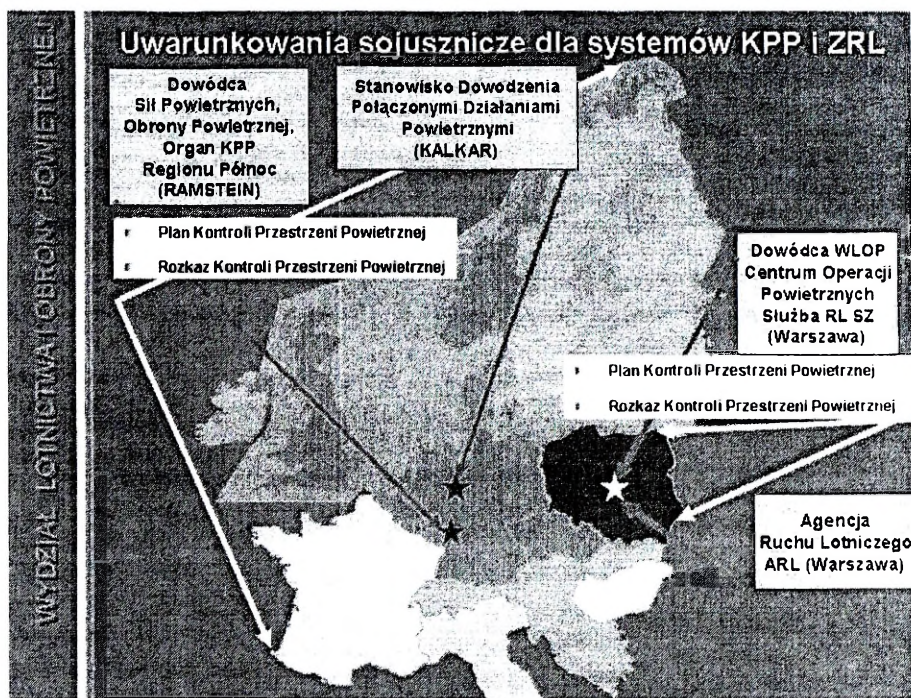 WYDZIAŁ LOTNICTWA I OBRONY POWIETRZNEJ
Uwarunkowania sojusznicze dla systemów KPP i ZRL
Dowódca
Sił Powietrznych,
Obrony Powietrznej,
Organ KPP
Regionu Północ
(RAMSTEIN)
Stanowisko Dowodzenia
Połączonymi Działaniami
Powietrznymi
(KALKAR)
Plan Kontroli Przestrzeni Powietrznej
Rozkaz Kontroli Przestrzeni Powietrznej
Dowódca WLOP
Centrum Operacji
Powietrznych
Służba RL SZ
(Warszawa)
Plan Kontroli Przestrzeni Powietrznej
Rozkaz Kontroli Przestrzeni Powietrznej
Agencja
Ruchu Lotniczego
ARL (Warszawa)